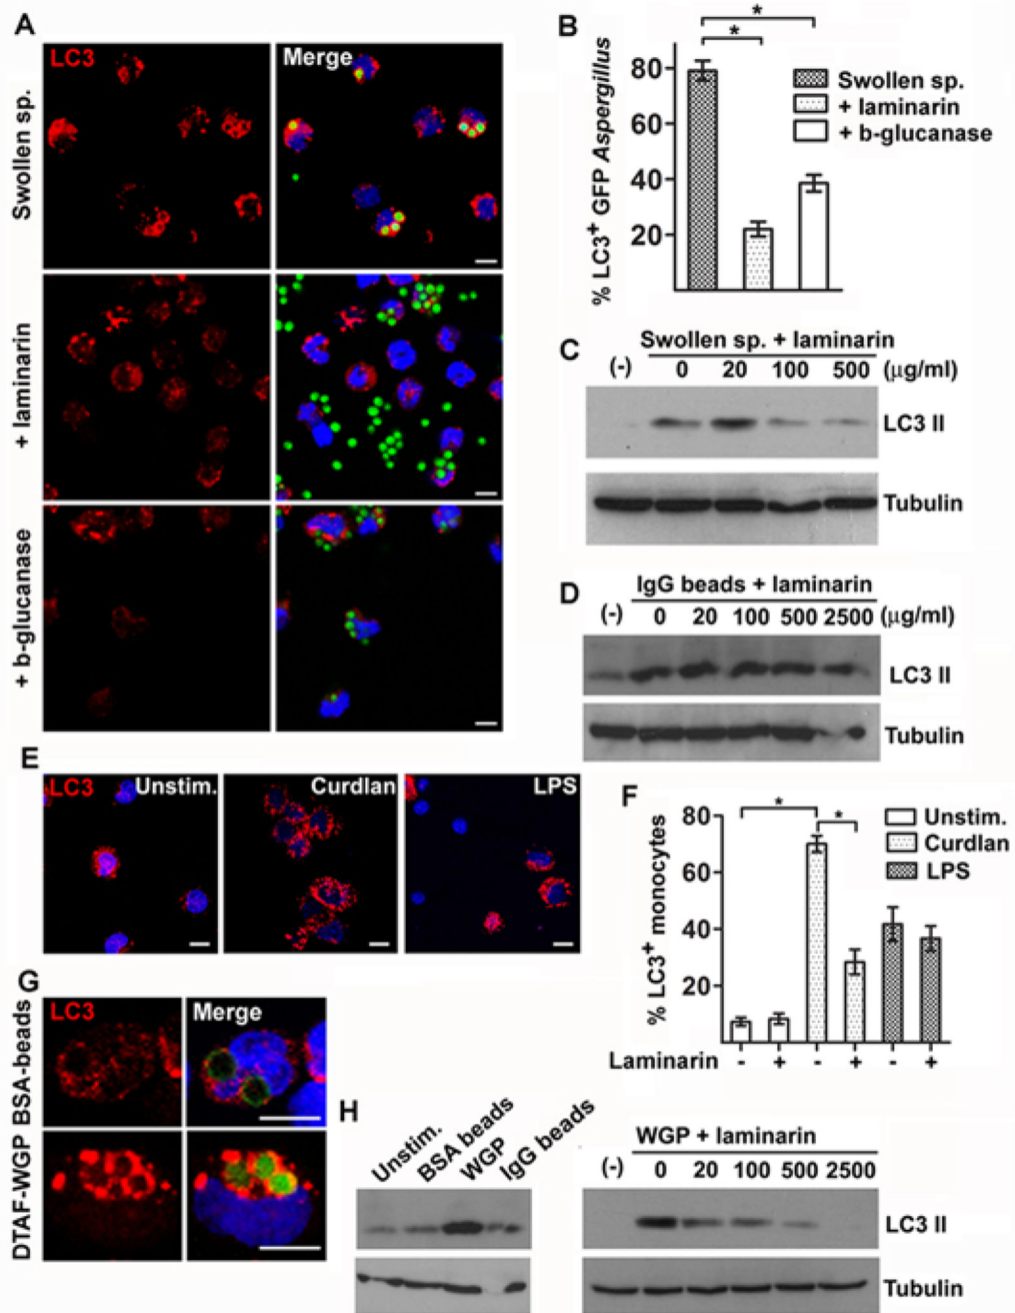 A
LC3
Merge
Swollen sp.
+ laminarin
+ b-glucanase
B
*
*
% LC3+ GFP Aspergillus
80
60
40
20
Swollen sp.
+ laminarin
+ b-glucanase
C
Swollen sp. + laminarin
(-) 0 20 100 500 (µg/ml)
LC3 II
Tubulin
D
IgG beads + laminarin
(-) 0 20 100 500 2500 (µg/ml)
LC3 II
Tubulin
E
LC3 Unstim.
Curdlan
LPS
F
*
*
% LC3+ monocytes
80
60
40
20
Unstim.
Curdlan
LPS
Laminarin - + - + - +
G
LC3
Merge
BSA-beads
DTAF-WGP
H
Unstim.
BSA beads
WGP
IgG beads
WGP + laminarin
(-) 0 20 100 500 2500
LC3 II
Tubulin